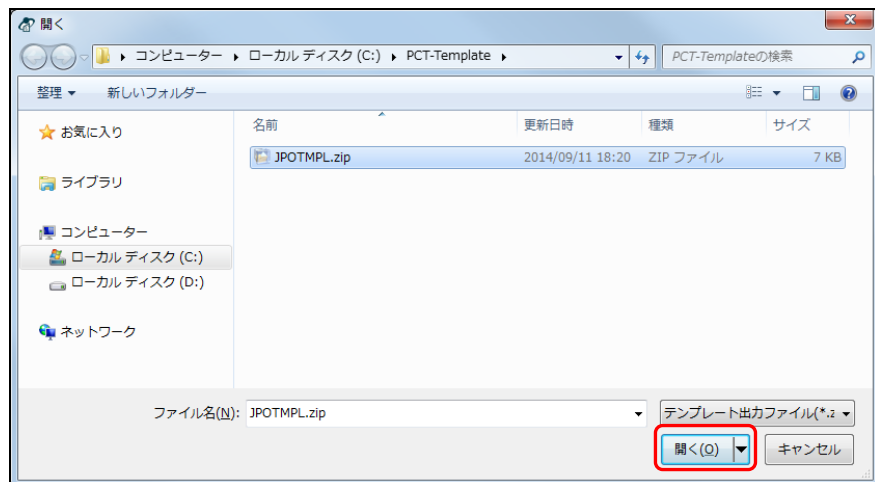 開く
コンピューター ▶ ローカル ディスク (C:) ▶ PCT-Template ▶
PCT-Templateの検索
整理 ▼ 新しいフォルダー
お気に入り
ライブラリ
コンピューター
ローカル ディスク (C:)
ローカル ディスク (D:)
ネットワーク
名前 更新日時 種類 サイズ
JPOTMPL.zip 2014/09/11 18:20 ZIP ファイル 7 KB
ファイル名(N): JPOTMPL.zip
テンプレート出力ファイル(*.z
開く(O) キャンセル